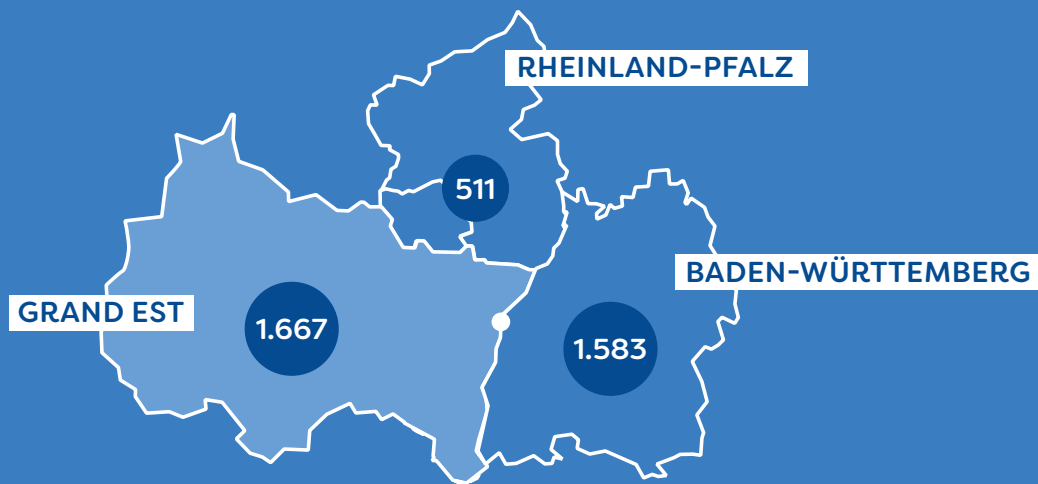 RHEINLAND-PFALZ
511
BADEN-WÜRTTEMBERG
GRAND EST
1.667
1.583